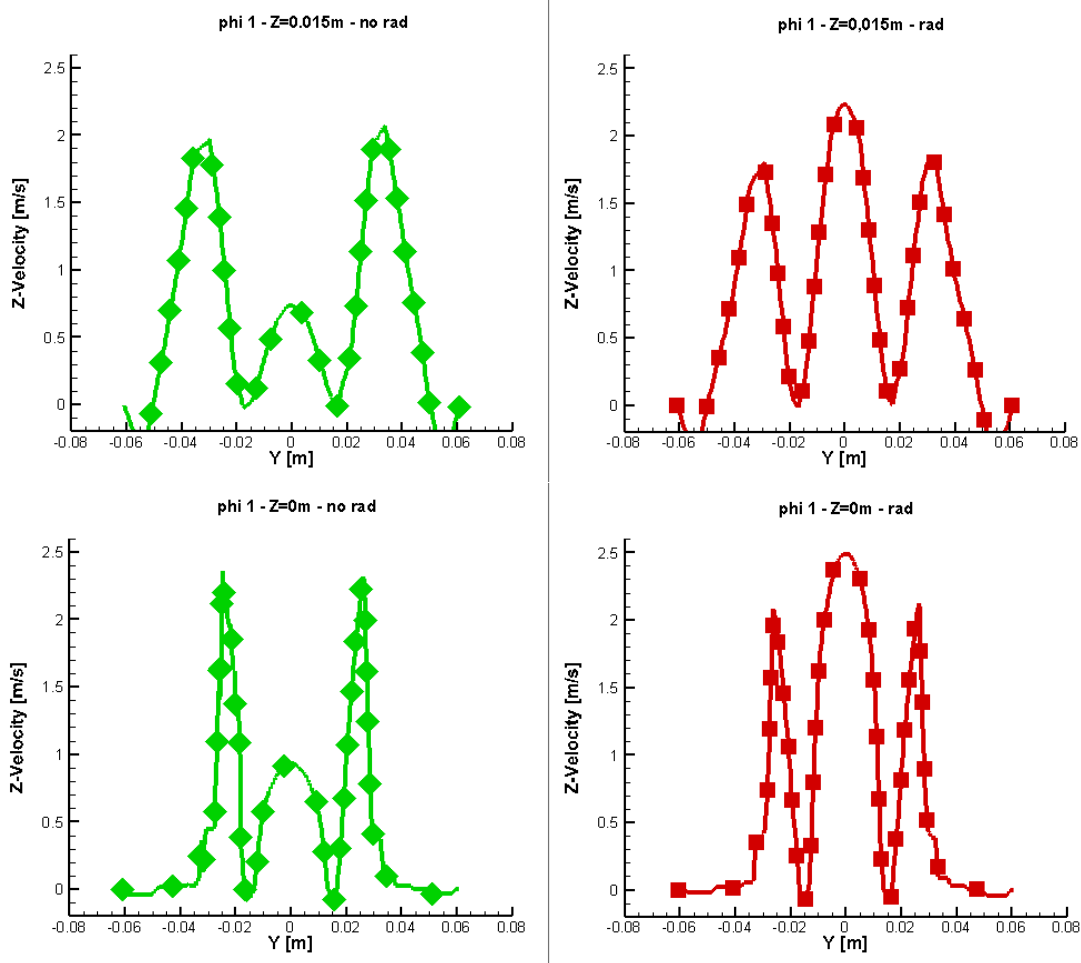 phi 1 - Z=0.015m - no rad
2.5
2
1.5
1
0.5
0
Z-Velocity [m/s]
-0.08 -0.06 -0.04 -0.02 0 0.02 0.04 0.06 0.08
Y [m]
phi 1 - Z=0,015m - rad
2.5
2
1.5
1
0.5
0
Z-Velocity [m/s]
-0.08 -0.06 -0.04 -0.02 0 0.02 0.04 0.06 0.08
Y [m]
phi 1 - Z=0m - no rad
2.5
2
1.5
1
0.5
0
Z-Velocity [m/s]
-0.08 -0.06 -0.04 -0.02 0 0.02 0.04 0.06 0.08
Y [m]
phi 1 - Z=0m - rad
2.5
2
1.5
1
0.5
0
Z-Velocity [m/s]
-0.08 -0.06 -0.04 -0.02 0 0.02 0.04 0.06 0.08
Y [m]